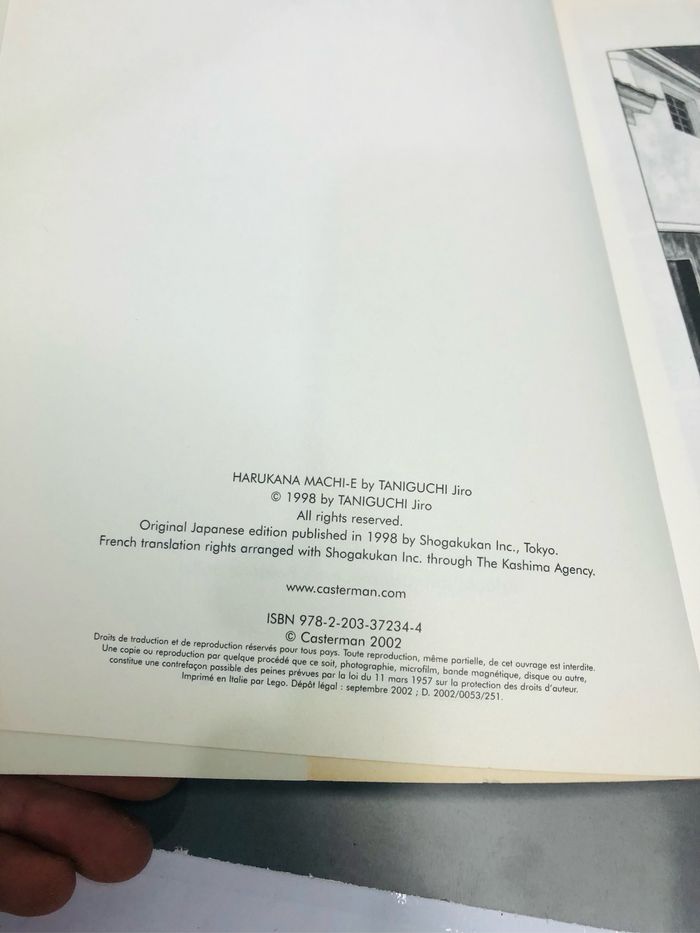 HARUKANA MACHI-E by TANIGUCHI Jiro
© 1998 by TANIGUCHI Jiro
All rights reserved.
Original Japanese edition published in 1998 by Shogakukan Inc., Tokyo.
French translation rights arranged with Shogakukan Inc. through The Kashima Agency.
www.casterman.com
ISBN 978-2-203-37234-4
© Casterman 2002
Droits de traduction et de reproduction réservés pour tous pays. Toute reproduction, même partielle, de cet ouvrage est interdite.
Une copie ou reproduction par quelque procédé que ce soit, photographie, microfilm, bande magnétique, disque ou autre,
constitue une contrefaçon passible des peines prévues par la loi du 11 mars 1957 sur la protection des droits d'auteur.
Imprimé en Italie par Lego. Dépôt légal : septembre 2002 ; D. 2002/0053/251.